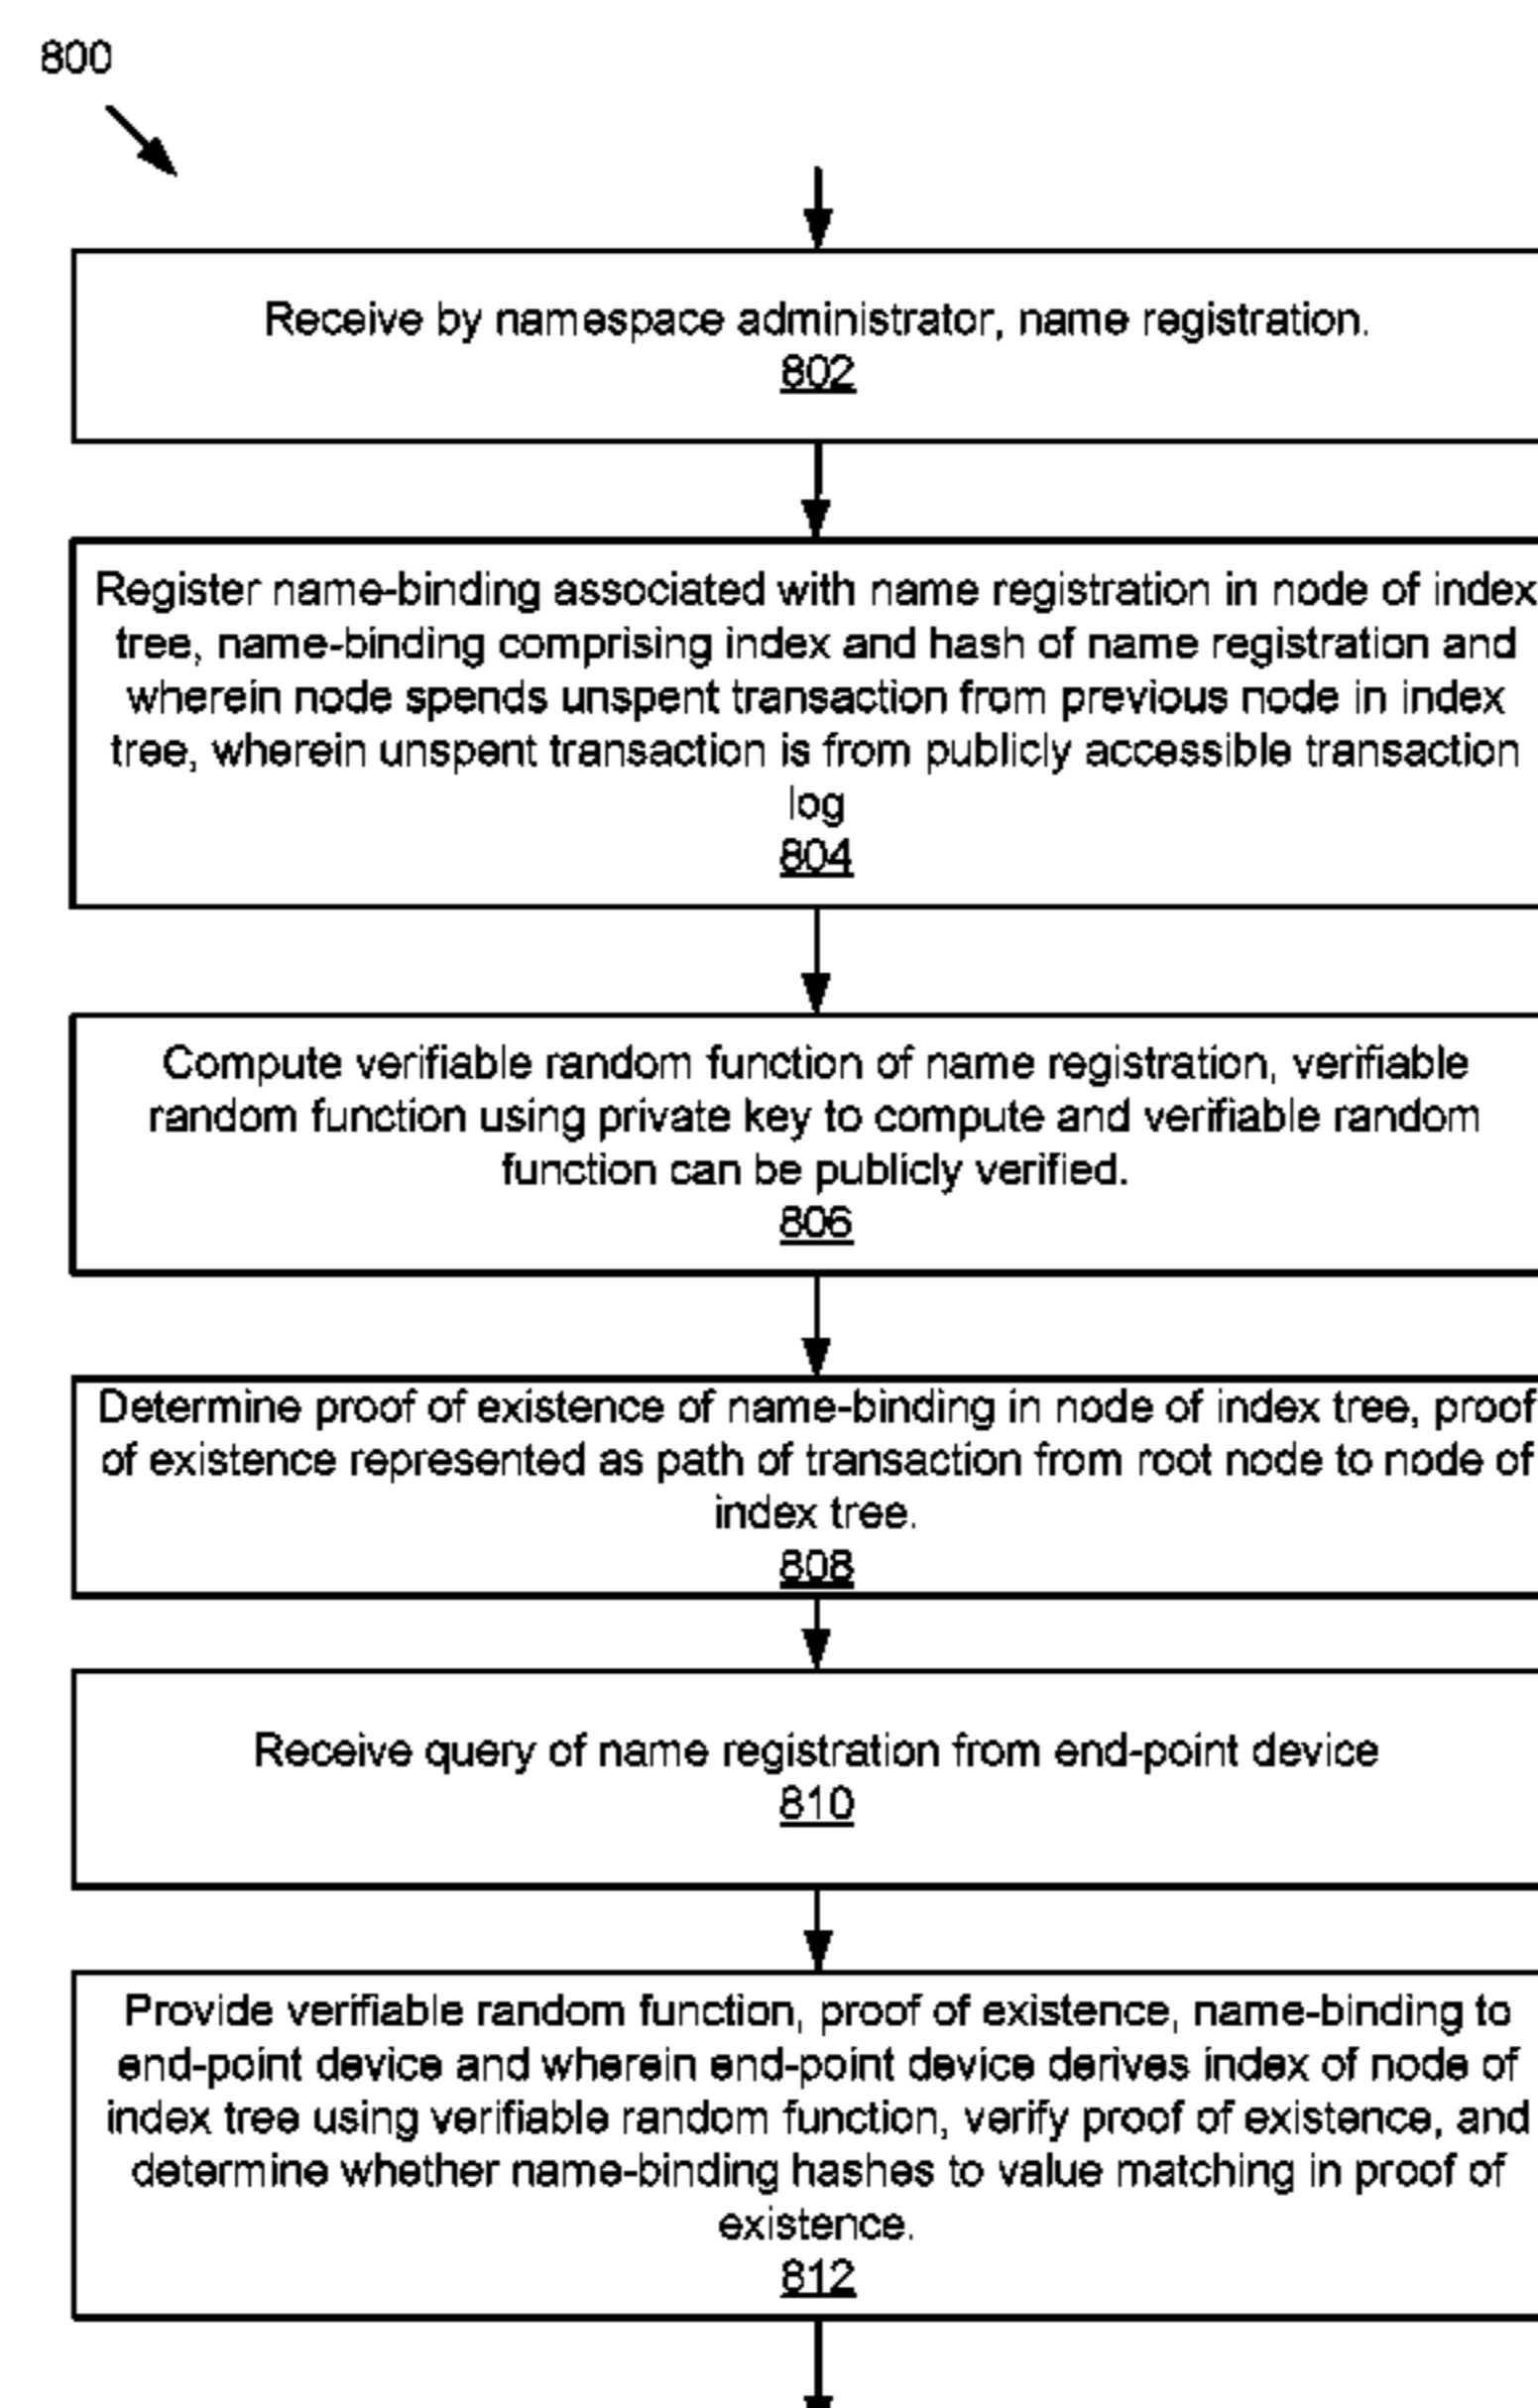 800
Receive by namespace administrator, name registration.
802
Register name-binding associated with name registration in node of index
tree, name-binding comprising index and hash of name registration and
wherein node spends unspent transaction from previous node in index
tree, wherein unspent transaction is from publicly accessible transaction
log
804
Compute verifiable random function of name registration, verifiable
random function using private key to compute and verifiable random
function can be publicly verified.
806
Determine proof of existence of name-binding in node of index tree, proof
of existence represented as path of transaction from root node to node of
index tree.
808
Receive query of name registration from end-point device
810
Provide verifiable random function, proof of existence, name-binding to
end-point device and wherein end-point device derives index of node of
index tree using verifiable random function, verify proof of existence, and
determine whether name-binding hashes to value matching in proof of
existence.
812